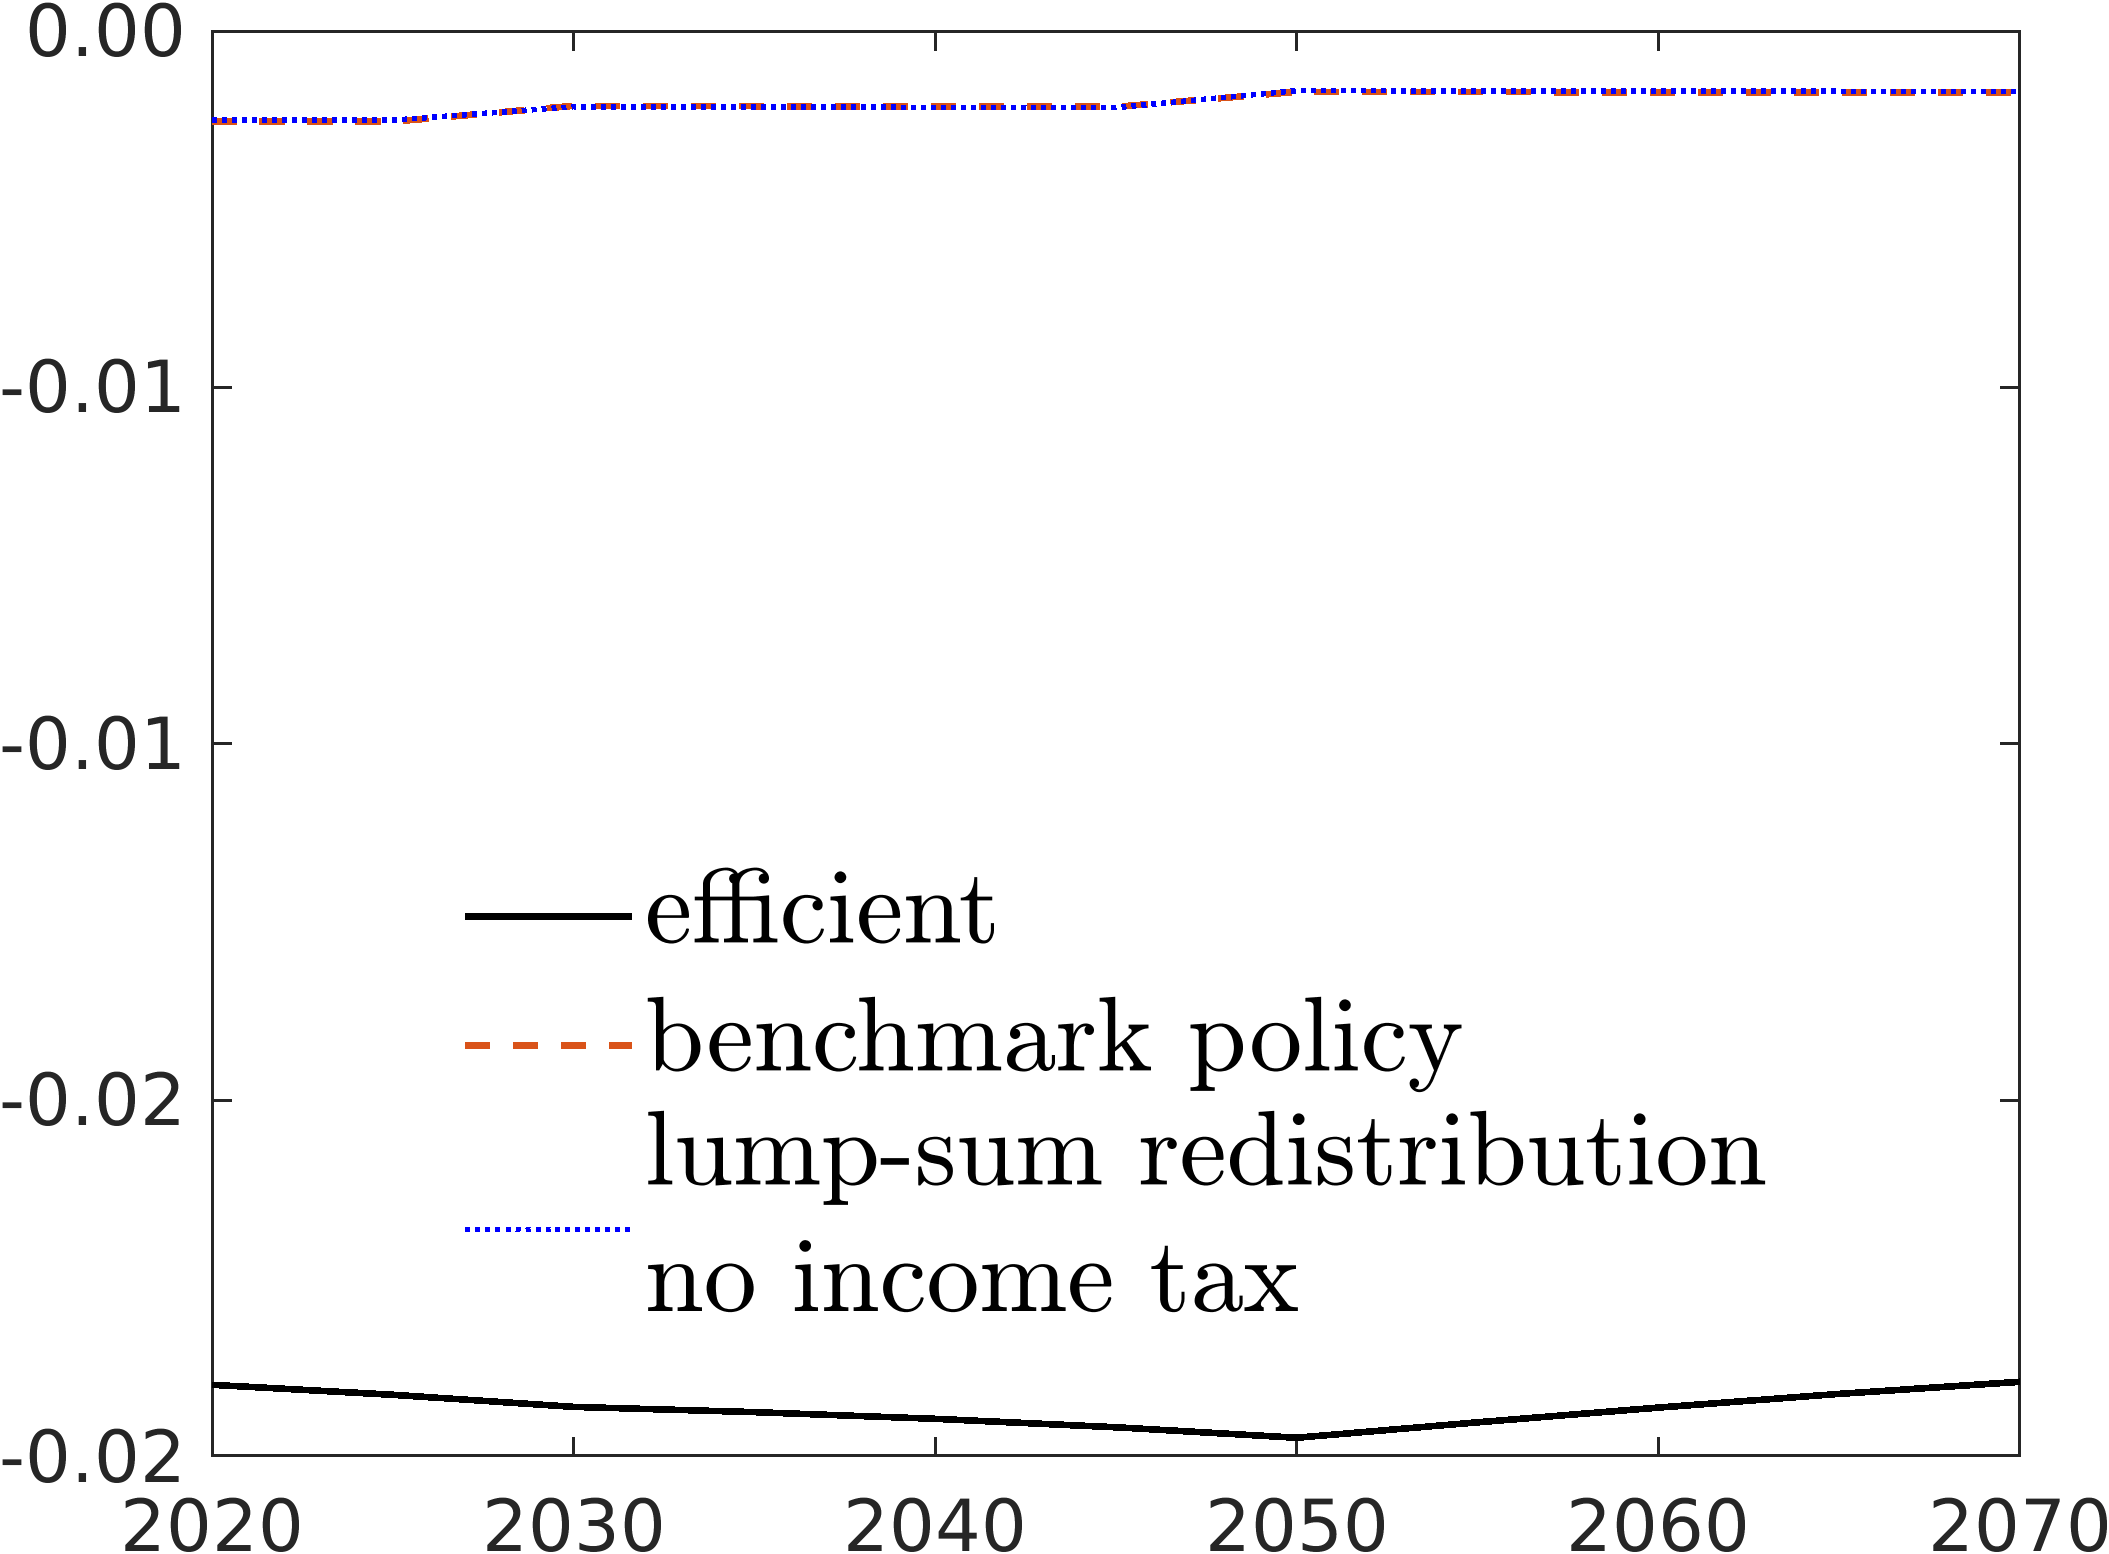 0.00
-0.01
-0.01
-0.02
-0.02
efficient
benchmark policy
lump-sum redistribution
no income tax
2020 2030 2040 2050 2060 2070